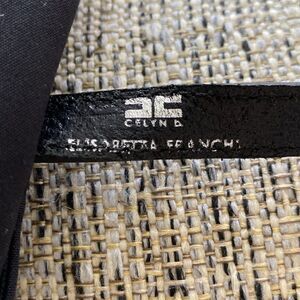 CELYN b.
ELISABETTA FRANCHI